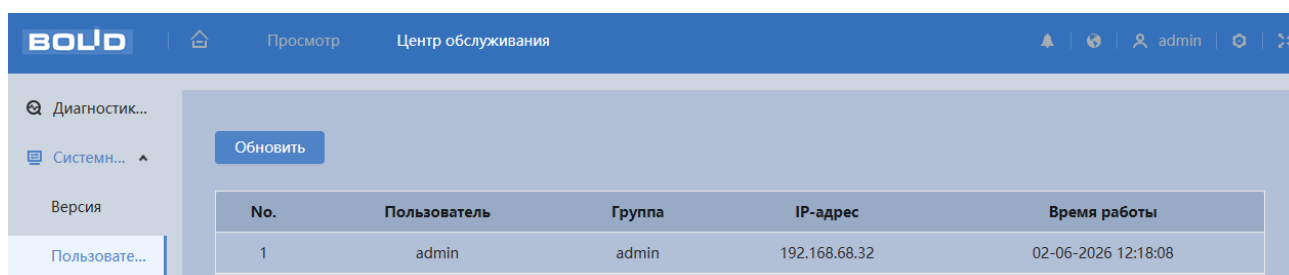 BOLID Просмотр Центр обслуживания admin
Диагностик...
Обновить
Системн...
Версия
No. Пользователь Группа IP-адрес Время работы
Пользовате...
1 admin admin 192.168.68.32 02-06-2026 12:18:08